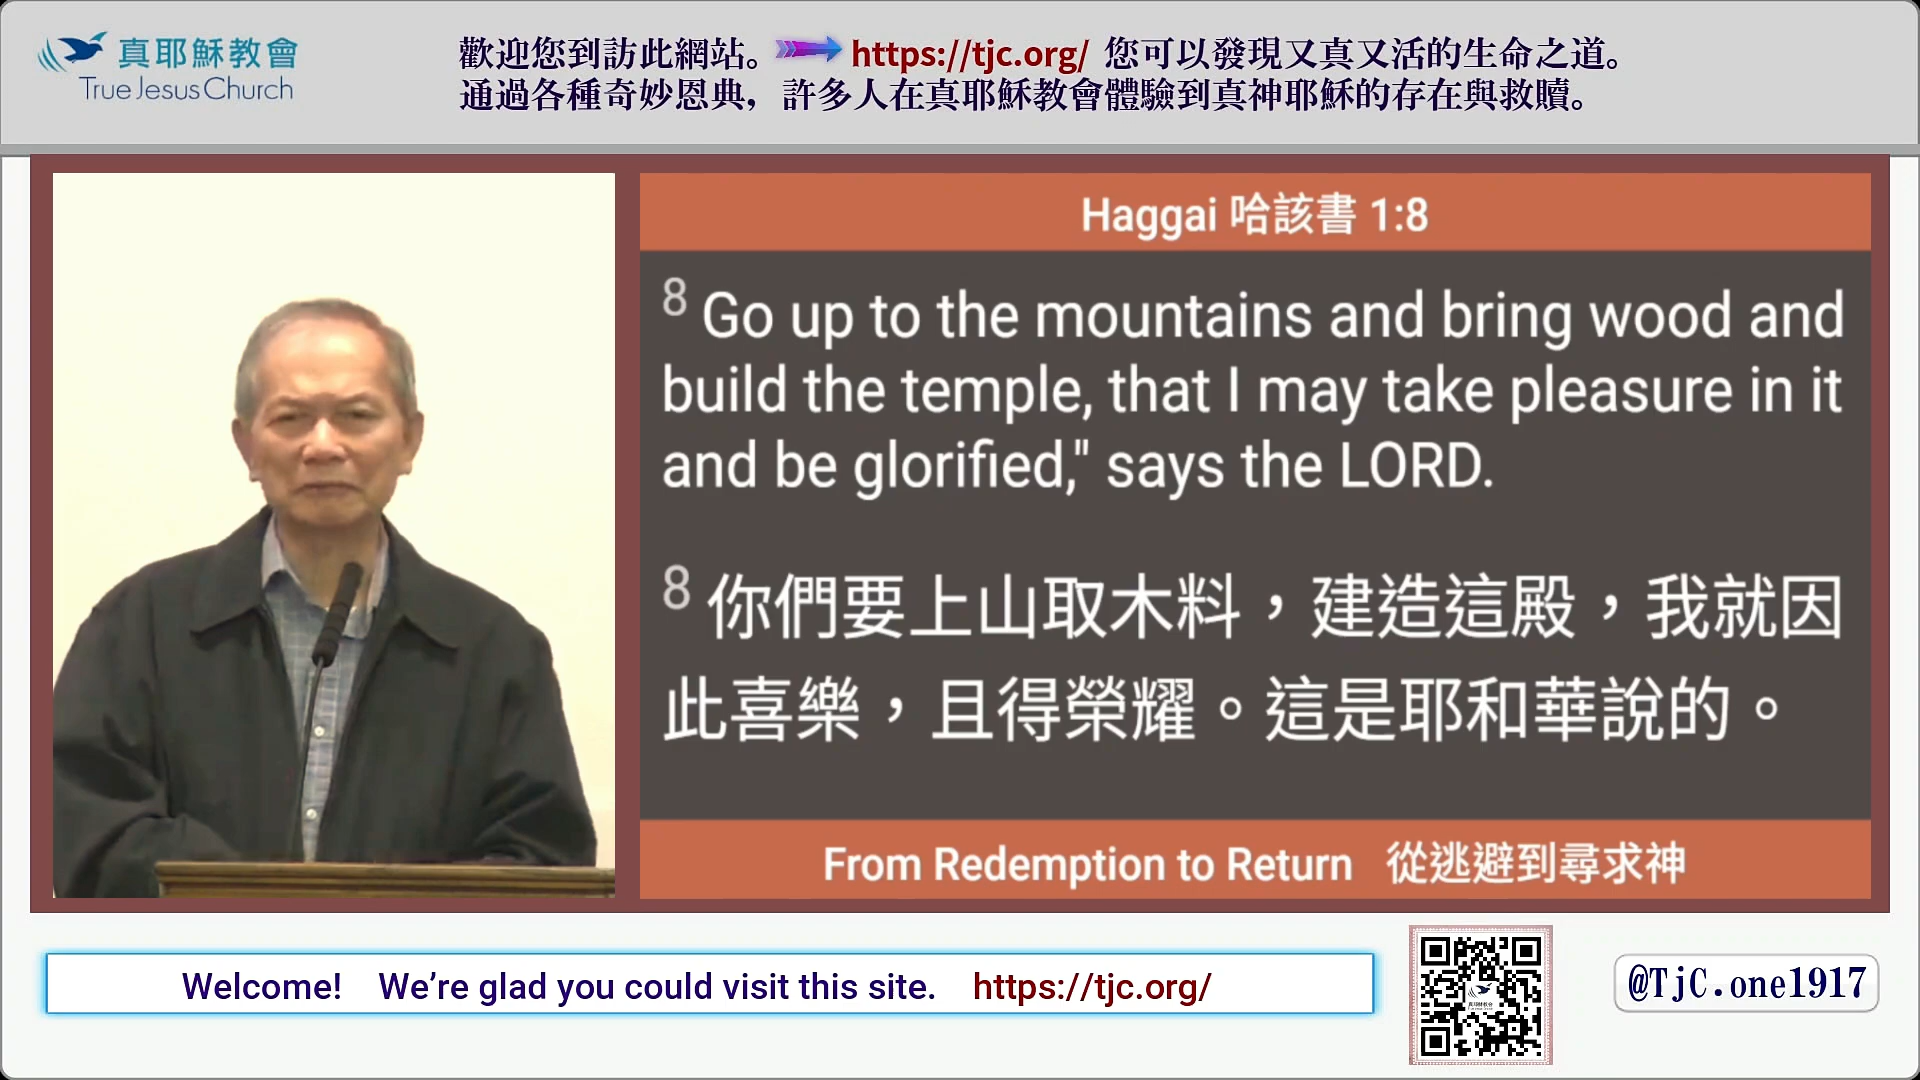 真耶穌教會
True Jesus Church
歡迎您到訪此網站。 https://tjc.org/ 您可以發現又真又活的生命之道。
通過各種奇妙恩典，許多人在真耶穌教會體驗到真神耶穌的存在與救贖。
Haggai 哈該書 1:8
8 Go up to the mountains and bring wood and
build the temple, that I may take pleasure in it
and be glorified," says the LORD.
8 你們要上山取木料，建造這殿，我就因
此喜樂，且得榮耀。這是耶和華說的。
From Redemption to Return 從逃避到尋求神
Welcome! We’re glad you could visit this site. https://tjc.org/
@TjC.one1917